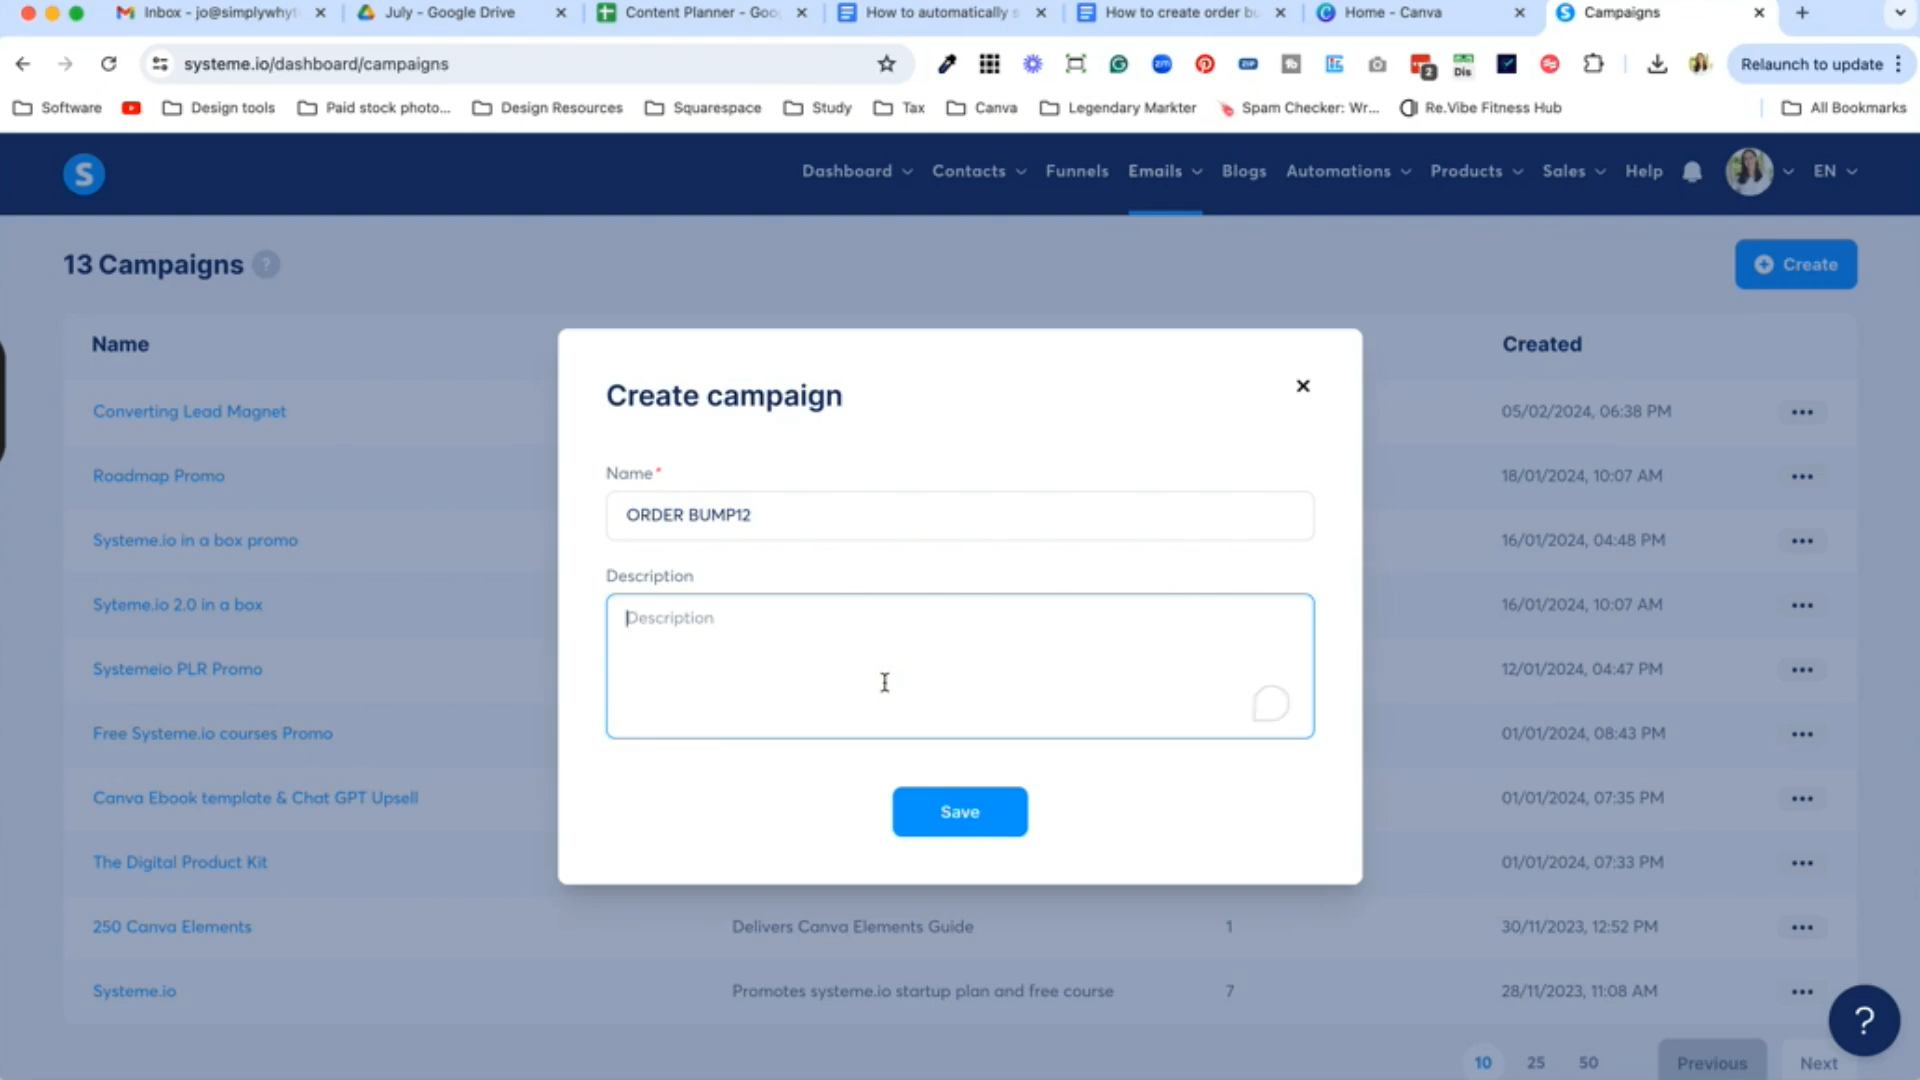 Inbox - jo@simplywhyt
July - Google Drive
Content Planner - Goo
How to automatically s
How to create order bu
Home - Canva
Campaigns
systeme.io/dashboard/campaigns
Relaunch to update
Software
Design tools
Paid stock photo...
Design Resources
Squarespace
Study
Tax
Canva
Legendary Markter
Spam Checker: Wr...
Re.Vibe Fitness Hub
All Bookmarks
S
Dashboard
Contacts
Funnels
Emails
Blogs
Automations
Products
Sales
Help
EN
13 Campaigns ?
Create
Name
Created
Converting Lead Magnet
05/02/2024, 06:38 PM
Roadmap Promo
18/01/2024, 10:07 AM
Systeme.io in a box promo
16/01/2024, 04:48 PM
Syteme.io 2.0 in a box
16/01/2024, 10:07 AM
Systemeio PLR Promo
12/01/2024, 04:47 PM
Free Systeme.io courses Promo
01/01/2024, 08:43 PM
Canva Ebook template & Chat GPT Upsell
01/01/2024, 07:35 PM
The Digital Product Kit
01/01/2024, 07:33 PM
250 Canva Elements
Delivers Canva Elements Guide
1
30/11/2023, 12:52 PM
Systeme.io
Promotes systeme.io startup plan and free course
7
28/11/2023, 11:08 AM
Create campaign
Name*
ORDER BUMP12
Description
Description
Save
10
25
50
Previous
Next
?